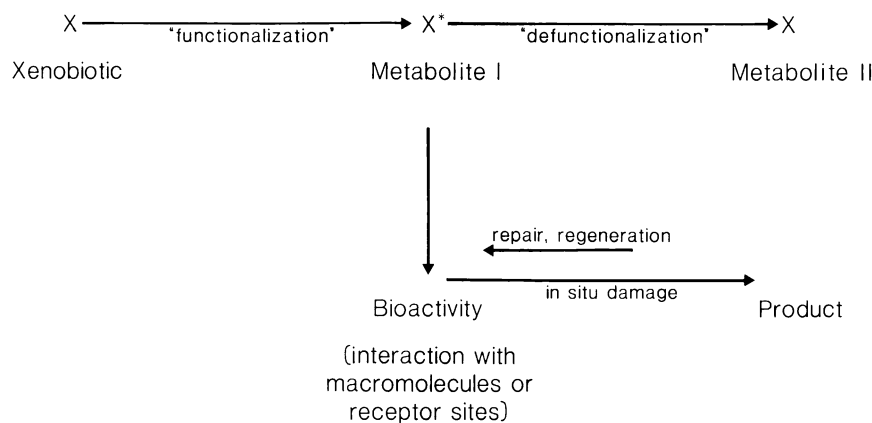 X "functionalization" X* "defunctionalization" X
Xenobiotic Metabolite I Metabolite II
repair, regeneration
in situ damage
Bioactivity Product
(interaction with
macromolecules or
receptor sites)